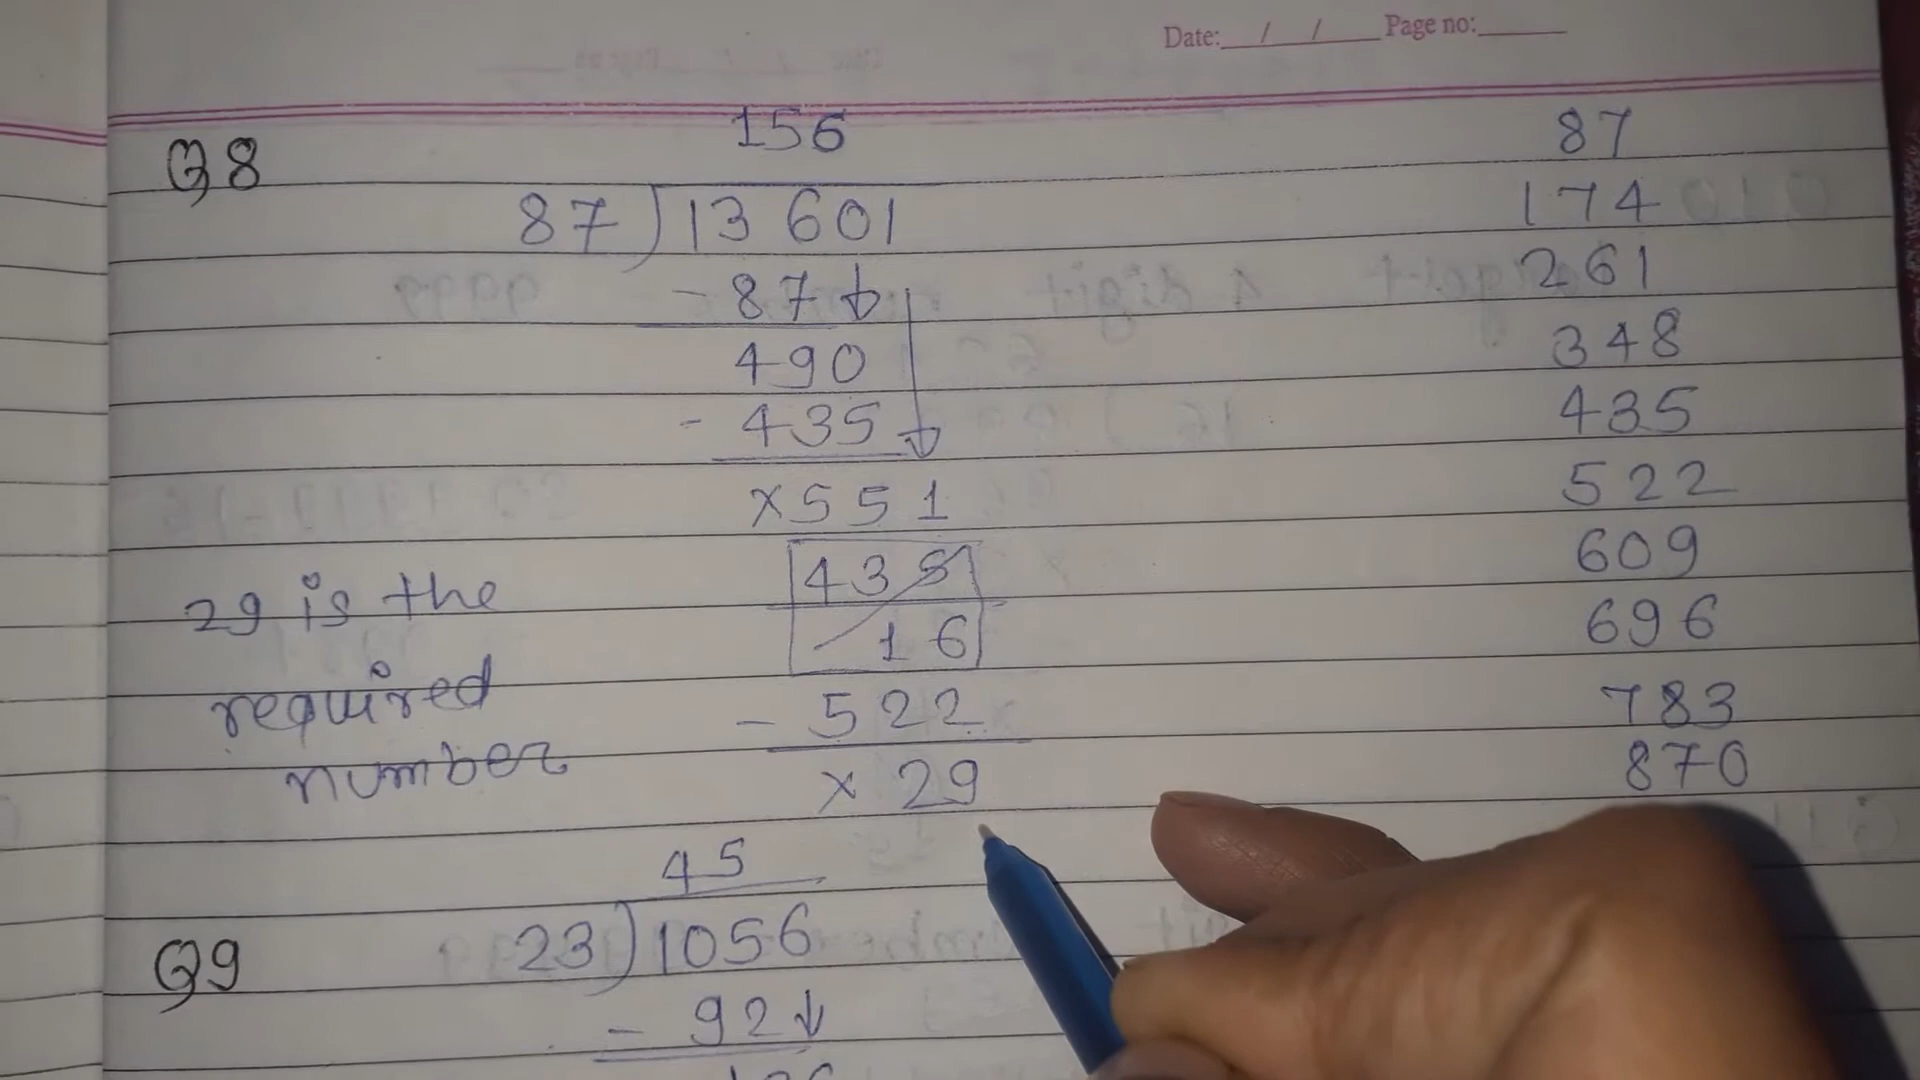 Date: / / Page no:
Q8
156
87)13601
-87
490
-435
x551
435
-16
-522
x29
29 is the
required
number
87
174
261
348
435
522
609
696
783
870
Q9
45
23)1056
-92